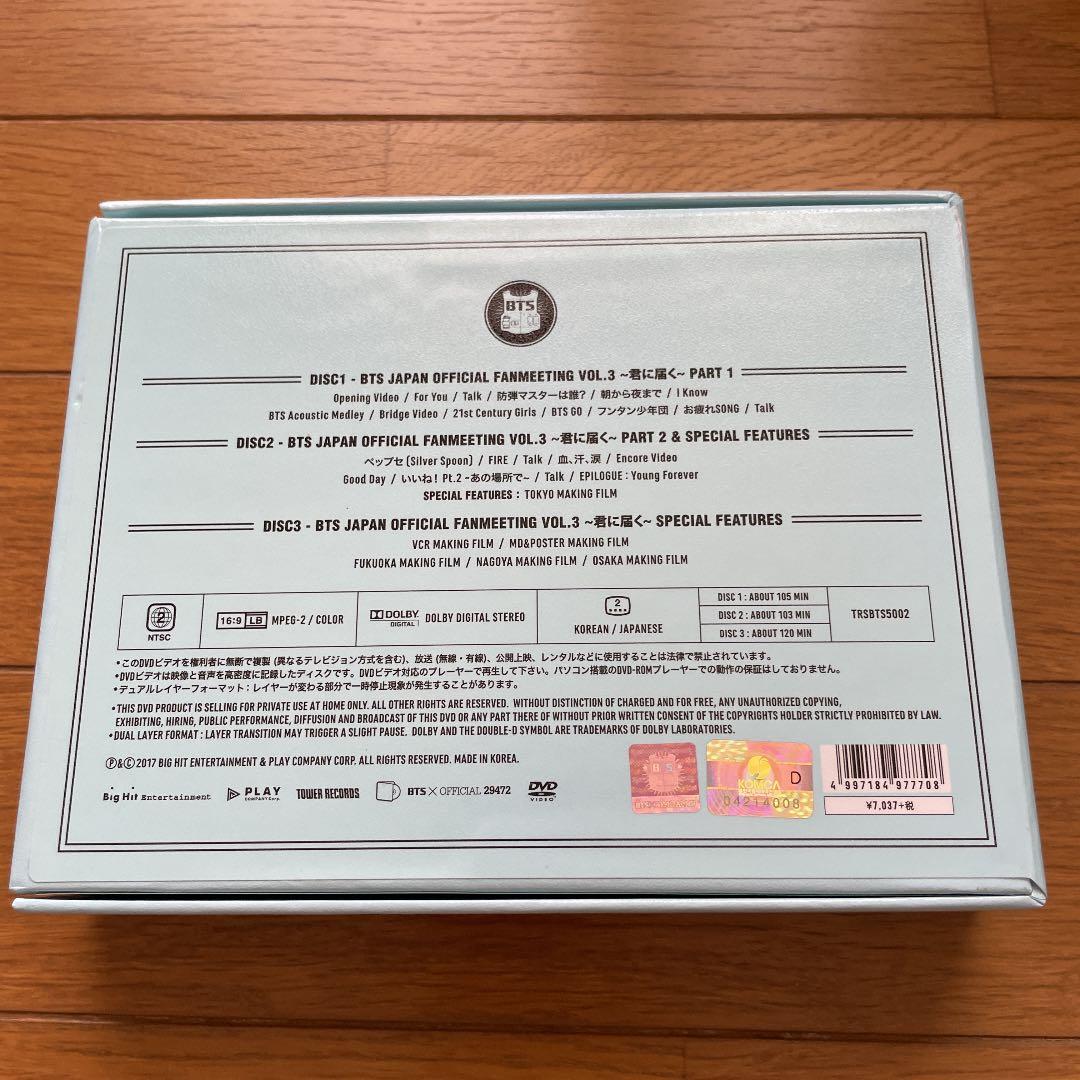 BTS
DISC1 - BTS JAPAN OFFICIAL FANMEETING VOL.3 ~君に届く~ PART 1
Opening Video / For You / Talk / 防弾マスターは誰? / 朝から夜まで / I Know
BTS Acoustic Medley / Bridge Video / 21st Century Girls / BTS GO / フンタン少年団 / お疲れSONG / Talk
DISC2 - BTS JAPAN OFFICIAL FANMEETING VOL.3 ~君に届く~ PART 2 & SPECIAL FEATURES
ペップセ (Silver Spoon) / FIRE / Talk / 血、汗、涙 / Encore Video
Good Day / いいね! Pt.2 ~あの場所で~ / Talk / EPILOGUE : Young Forever
SPECIAL FEATURES : TOKYO MAKING FILM
DISC3 - BTS JAPAN OFFICIAL FANMEETING VOL.3 ~君に届く~ SPECIAL FEATURES
VCR MAKING FILM / MD&POSTER MAKING FILM
FUKUOKA MAKING FILM / NAGOYA MAKING FILM / OSAKA MAKING FILM
2 NTSC
16:9 LB MPEG-2 / COLOR
DOLBY DIGITAL DOLBY DIGITAL STEREO
2 KOREAN / JAPANESE
DISC 1 : ABOUT 105 MIN
DISC 2 : ABOUT 103 MIN
DISC 3 : ABOUT 120 MIN
TRSBTS5002
•このDVDビデオを権利者に無断で複製 (異なるテレビジョン方式を含む)、放送 (無線・有線)、公開上映、レンタルなどに使用することは法律で禁止されています。
•DVDビデオは映像と音声を高密度に記録したディスクです。DVDビデオ対応のプレーヤーで再生して下さい。パソコン搭載のDVD-ROMプレーヤーでの動作の保証はしておりません。
•デュアルレイヤーフォーマット : レイヤーが変わる部分で一時停止現象が発生することがあります。
•THIS DVD PRODUCT IS SELLING FOR PRIVATE USE AT HOME ONLY. ALL OTHER RIGHTS ARE RESERVED. WITHOUT DISTINCTION OF CHARGED AND FOR FREE, ANY UNAUTHORIZED COPYING,
EXHIBITING, HIRING, PUBLIC PERFORMANCE, DIFFUSION AND BROADCAST OF THIS DVD OR ANY PART THERE OF WITHOUT PRIOR WRITTEN CONSENT OF THE COPYRIGHTS HOLDER STRICTLY PROHIBITED BY LAW.
•DUAL LAYER FORMAT : LAYER TRANSITION MAY TRIGGER A SLIGHT PAUSE. DOLBY AND THE DOUBLE-D SYMBOL ARE TRADEMARKS OF DOLBY LABORATORIES.
℗&© 2017 BIG HIT ENTERTAINMENT & PLAY COMPANY CORP. ALL RIGHTS RESERVED. MADE IN KOREA.
Big Hit Entertainment
PLAY COMPANY Corp.
TOWER RECORDS
BTS × OFFICIAL 29472
DVD VIDEO
BTS
KOMCA
D
04214008
4 997184 977708
¥7,037+税